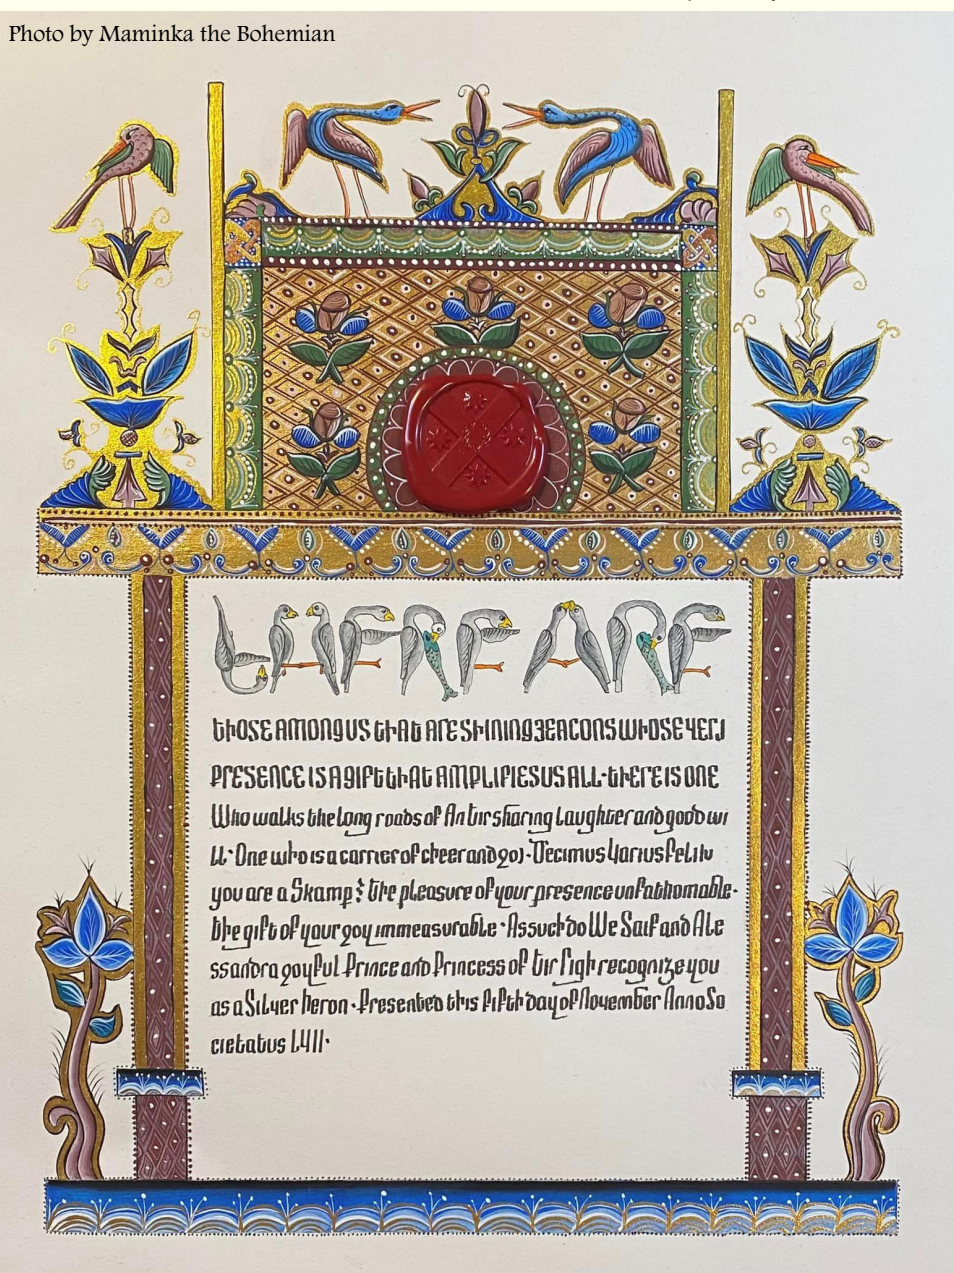 Photo by Maminka the Bohemian
THERE ARE
THOSE AMONG US THAT ARE SHINING BEACONS WHOSE VERY
PRESENCE IS A GIFT THAT AMPLIFIES US ALL · THERE IS ONE
Who walks the long roads of An Tir sharing laughter and good wi
ll · One who is a carrier of cheer and joy · Decimus Varius Felix
you are a Skamp! The pleasure of your presence unfathomable ·
The gift of your joy immeasurable · As such do We Saif and Ale
ssandra joyful Prince and Princess of Tir Righ recognize you
as a Silver heron · Presented this fifth day of November Anno So
cietatus LVII ·